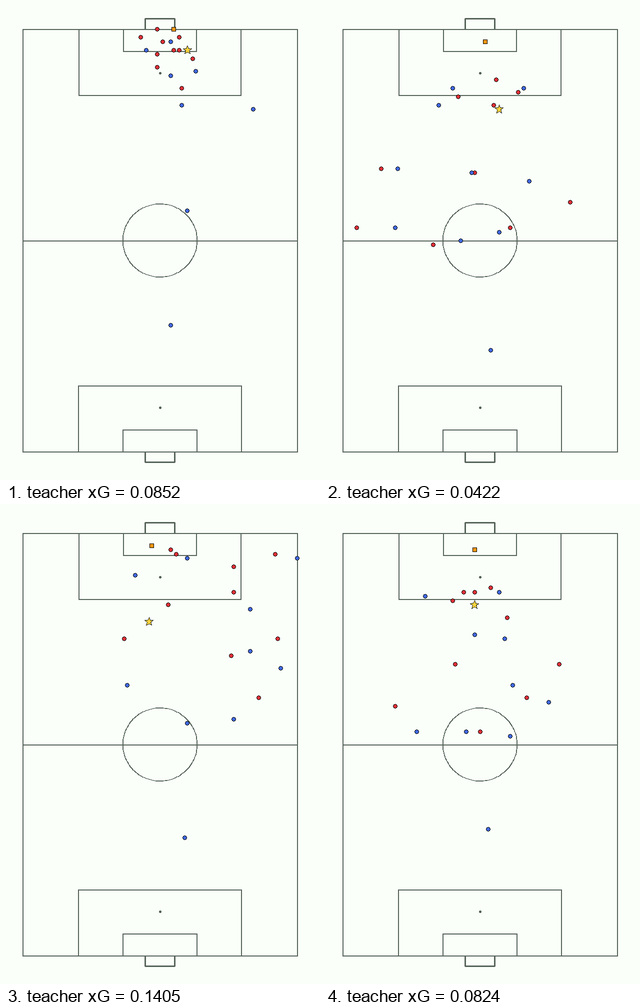 1. teacher xG = 0.0852
2. teacher xG = 0.0422
3. teacher xG = 0.1405
4. teacher xG = 0.0824